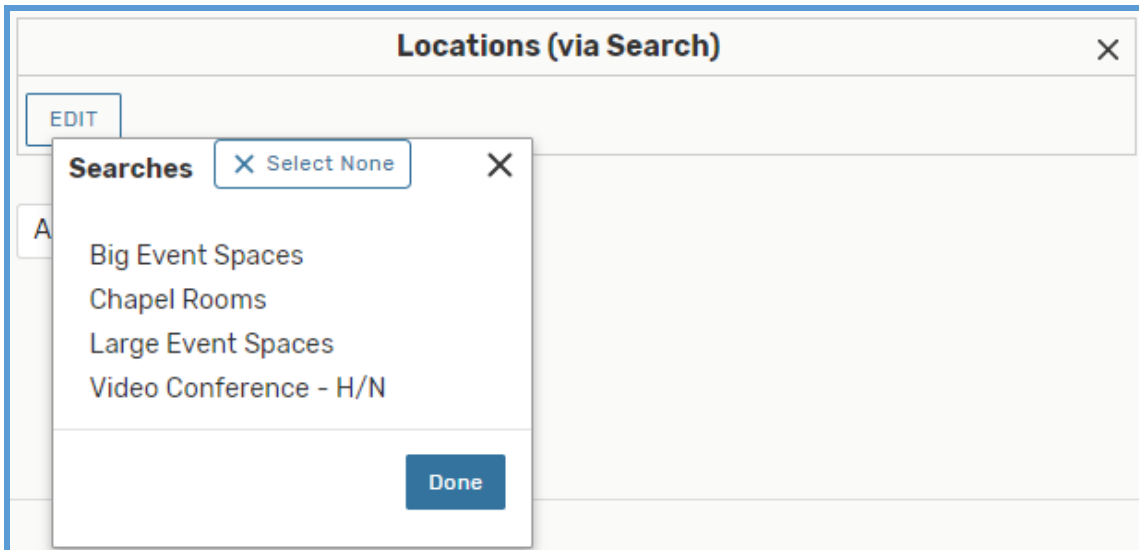 Locations (via Search)
EDIT
Searches
Select None
A
Big Event Spaces
Chapel Rooms
Large Event Spaces
Video Conference - H/N
Done